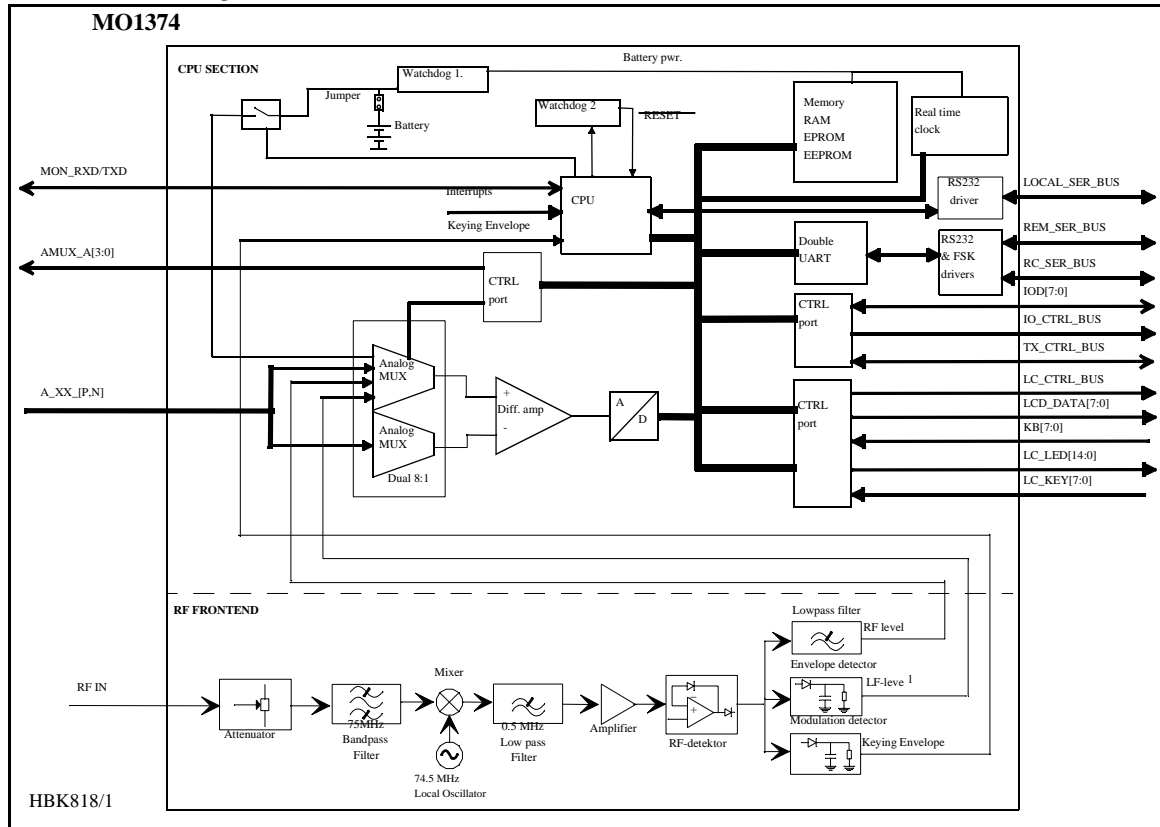 MO1374
CPU SECTION
Battery pwr.
Watchdog 1.
Jumper
Battery
Watchdog 2
RESET
Memory
RAM
EPROM
EEPROM
Real time
clock
MON_RXD/TXD
Interrupts
Keying Envelope
CPU
RS232
driver
LOCAL_SER_BUS
AMUX_A[3:0]
CTRL
port
Double
UART
RS232
& FSK
drivers
REM_SER_BUS
RC_SER_BUS
IOD[7:0]
CTRL
port
IO_CTRL_BUS
TX_CTRL_BUS
A_XX_[P,N]
Analog
MUX
Analog
MUX
Dual 8:1
+
Diff. amp
-
A
D
CTRL
port
LC_CTRL_BUS
LCD_DATA[7:0]
KB[7:0]
LC_LED[14:0]
LC_KEY[7:0]
RF FRONTEND
Lowpass filter
RF level
Envelope detector
LF-leve l
Modulation detector
Keying Envelope
RF IN
Attenuator
75MHz
Bandpass
Filter
Mixer
74.5 MHz
Local Oscillator
0.5 MHz
Low pass
Filter
Amplifier
-
+
RF-detektor
HBK818/1